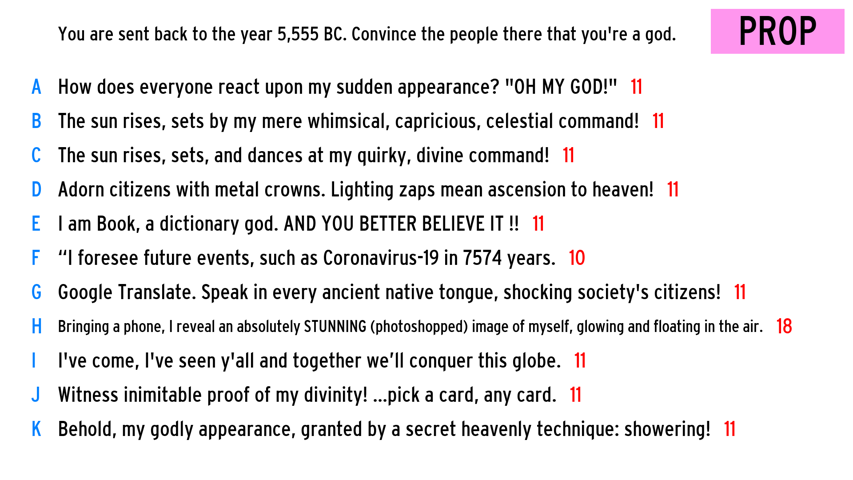 You are sent back to the year 5,555 BC. Convince the people there that you're a god.
PROP
A How does everyone react upon my sudden appearance? "OH MY GOD!" 11
B The sun rises, sets by my mere whimsical, capricious, celestial command! 11
C The sun rises, sets, and dances at my quirky, divine command! 11
D Adorn citizens with metal crowns. Lighting zaps mean ascension to heaven! 11
E I am Book, a dictionary god. AND YOU BETTER BELIEVE IT !! 11
F “I foresee future events, such as Coronavirus-19 in 7574 years. 10
G Google Translate. Speak in every ancient native tongue, shocking society's citizens! 11
H Bringing a phone, I reveal an absolutely STUNNING (photoshopped) image of myself, glowing and floating in the air. 18
I I've come, I've seen y'all and together we’ll conquer this globe. 11
J Witness inimitable proof of my divinity! ...pick a card, any card. 11
K Behold, my godly appearance, granted by a secret heavenly technique: showering! 11